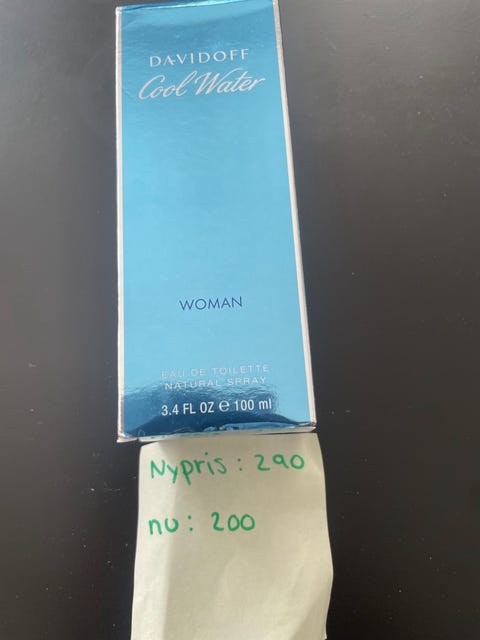 DAVIDOFF
Cool Water
WOMAN
EAU DE TOILETTE
NATURAL SPRAY
3.4 FL OZ e 100 ml
Nypris: 290
nu: 200